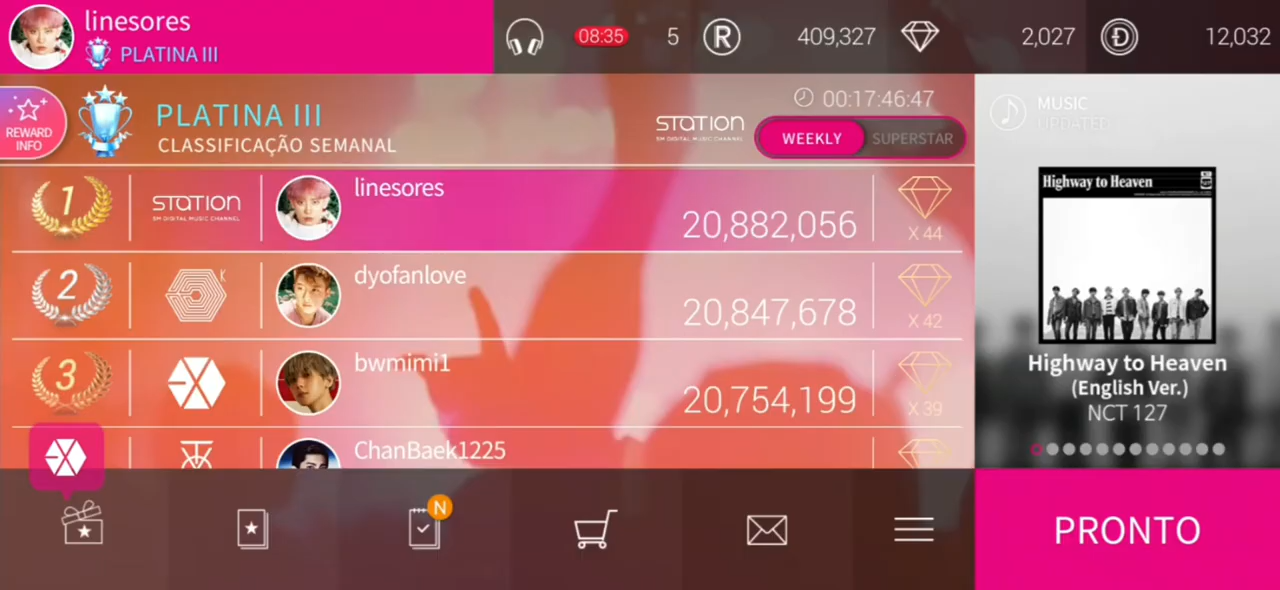 linesores
PLATINA III
08:35
5
R
409,327
2,027
12,032
REWARD
INFO
PLATINA III
CLASSIFICAÇÃO SEMANAL
STATION
SM DIGITAL MUSIC CHANNEL
00:17:46:47
WEEKLY
SUPERSTAR
1
STATION
SM DIGITAL MUSIC CHANNEL
linesores
20,882,056
X 44
2
K
dyofanlove
20,847,678
X 42
3
bwmimi1
20,754,199
X 39
ChanBaek1225
MUSIC
UPDATED
Highway to Heaven
Highway to Heaven
(English Ver.)
NCT 127
N
PRONTO